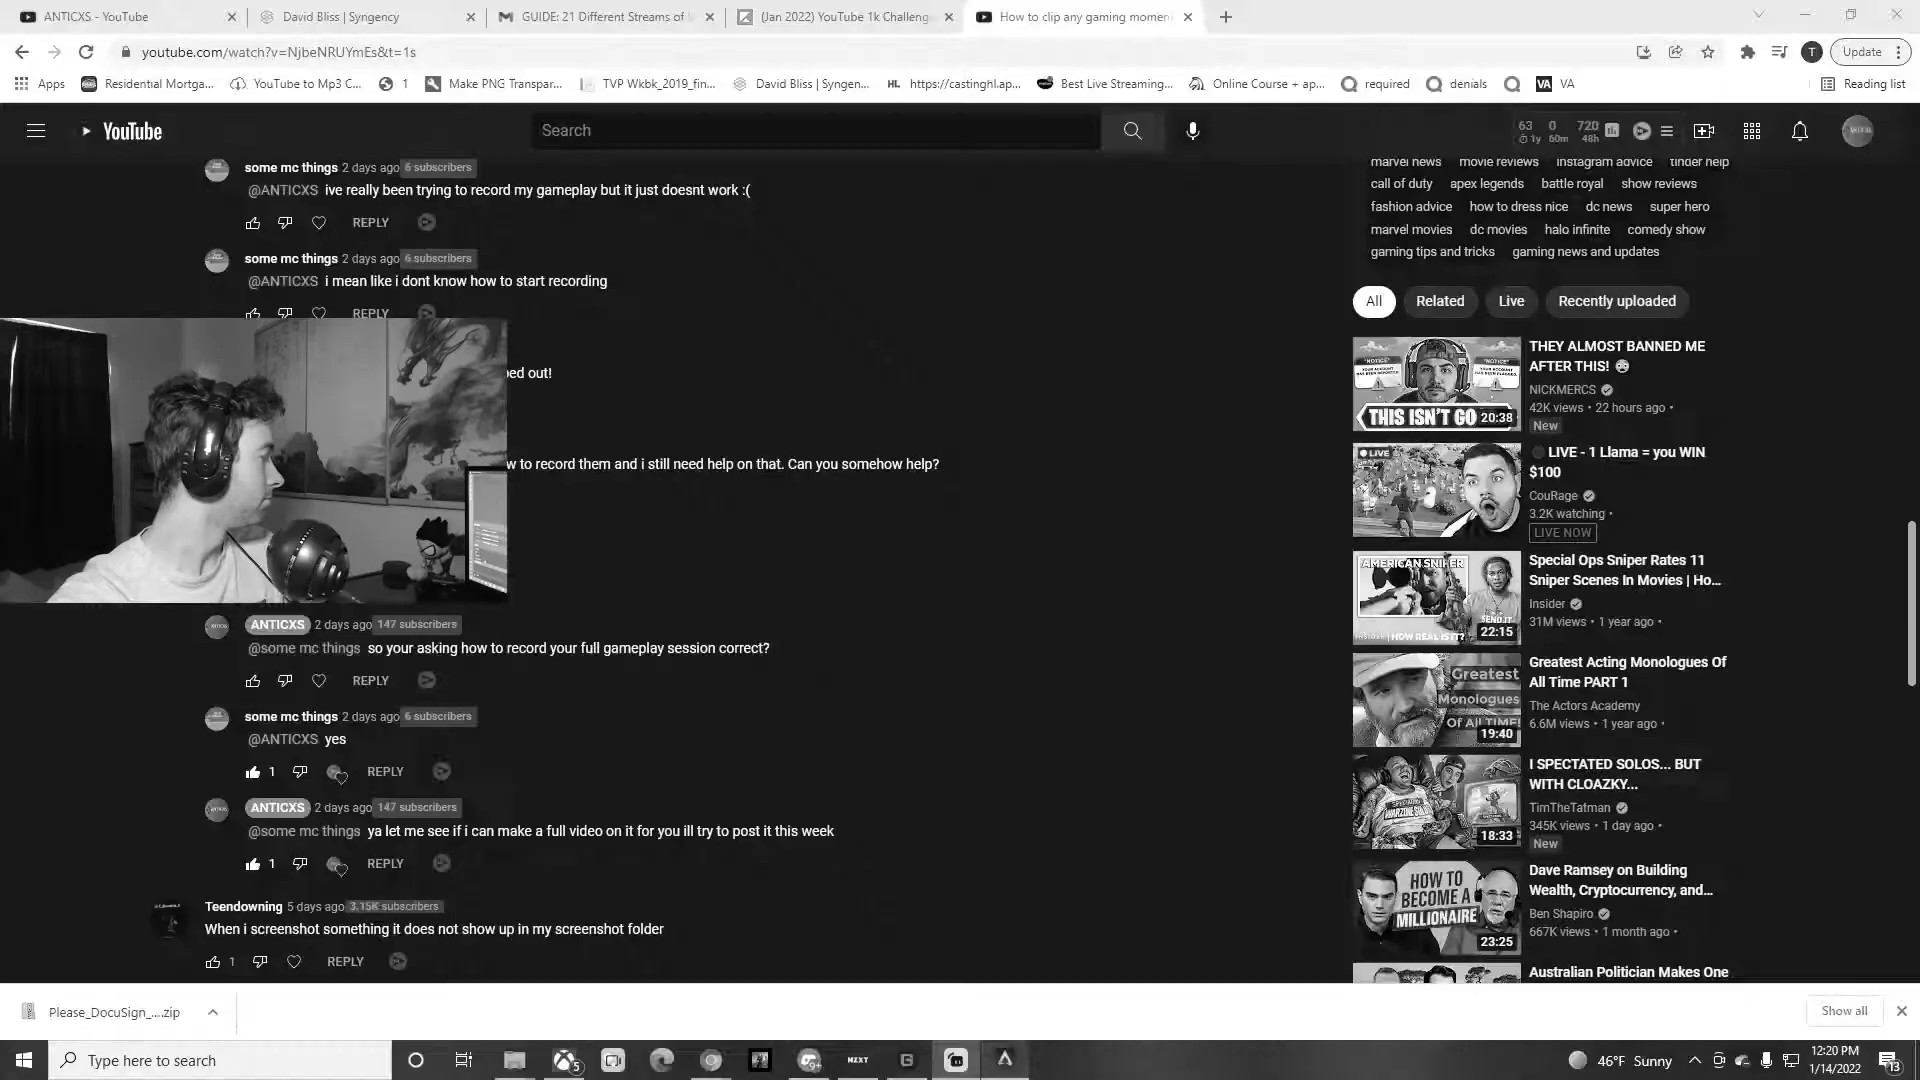 ANTICXS - YouTube
David Bliss | Syngency
GUIDE: 21 Different Streams of
(Jan 2022) YouTube 1k Challeng
How to clip any gaming momen
youtube.com/watch?v=NjbeNRUYmEs&t=1s
T
Update
Apps
Residential Mortga...
YouTube to Mp3 C...
1
Make PNG Transpar...
TVP Wkbk_2019_fin...
David Bliss | Syngen...
HL https://castinghl.ap...
Best Live Streaming...
Online Course + ap...
required
denials
VA VA
Reading list
YouTube
Search
63 0 720
1y 60m 48h
some mc things 2 days ago 6 subscribers
@ANTICXS ive really been trying to record my gameplay but it just doesnt work :(
REPLY
some mc things 2 days ago 6 subscribers
@ANTICXS i mean like i dont know how to start recording
REPLY
ped out!
w to record them and i still need help on that. Can you somehow help?
ANTICXS 2 days ago 147 subscribers
@some mc things so your asking how to record your full gameplay session correct?
REPLY
some mc things 2 days ago 6 subscribers
@ANTICXS yes
1 REPLY
ANTICXS 2 days ago 147 subscribers
@some mc things ya let me see if i can make a full video on it for you ill try to post it this week
1 REPLY
Teendowning 5 days ago 3.15K subscribers
When i screenshot something it does not show up in my screenshot folder
1 REPLY
marvel news movie reviews instagram advice tinder help
call of duty apex legends battle royal show reviews
fashion advice how to dress nice dc news super hero
marvel movies dc movies halo infinite comedy show
gaming tips and tricks gaming news and updates
All Related Live Recently uploaded
"NOTICE"
"NOTICE"
THIS ISN'T GO
20:38
THEY ALMOST BANNED ME
AFTER THIS!
NICKMERCS
42K views • 22 hours ago •
New
LIVE
LIVE - 1 Llama = you WIN
$100
CouRage
3.2K watching •
LIVE NOW
AMERICAN SNIPER
SEND IT
INSIDER | HOW REAL IS IT?
22:15
Special Ops Sniper Rates 11
Sniper Scenes In Movies | Ho...
Insider
31M views • 1 year ago •
Greatest
Monologues
Of All TIME!
19:40
Greatest Acting Monologues Of
All Time PART 1
The Actors Academy
6.6M views • 1 year ago •
18:33
I SPECTATED SOLOS... BUT
WITH CLOAZKY...
TimTheTatman
345K views • 1 day ago •
New
HOW TO
BECOME A
MILLIONAIRE
23:25
Dave Ramsey on Building
Wealth, Cryptocurrency, and...
Ben Shapiro
667K views • 1 month ago •
Australian Politician Makes One
Please_DocuSign_....zip
Show all
Type here to search
5
9+
NZXT
46°F Sunny
12:20 PM
1/14/2022
13